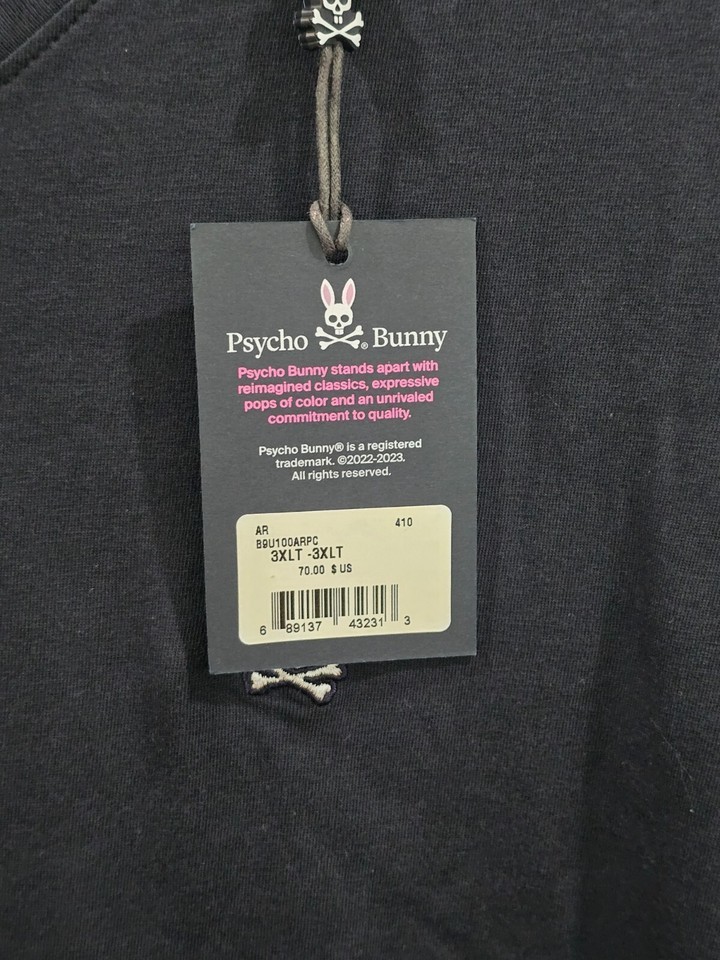 Psycho ® Bunny
Psycho Bunny stands apart with
reimagined classics, expressive
pops of color and an unrivaled
commitment to quality.
Psycho Bunny® is a registered
trademark. ©2022-2023.
All rights reserved.
AR 410
B9U100ARPC
3XLT -3XLT
70.00 $ US
6 89137 43231 3